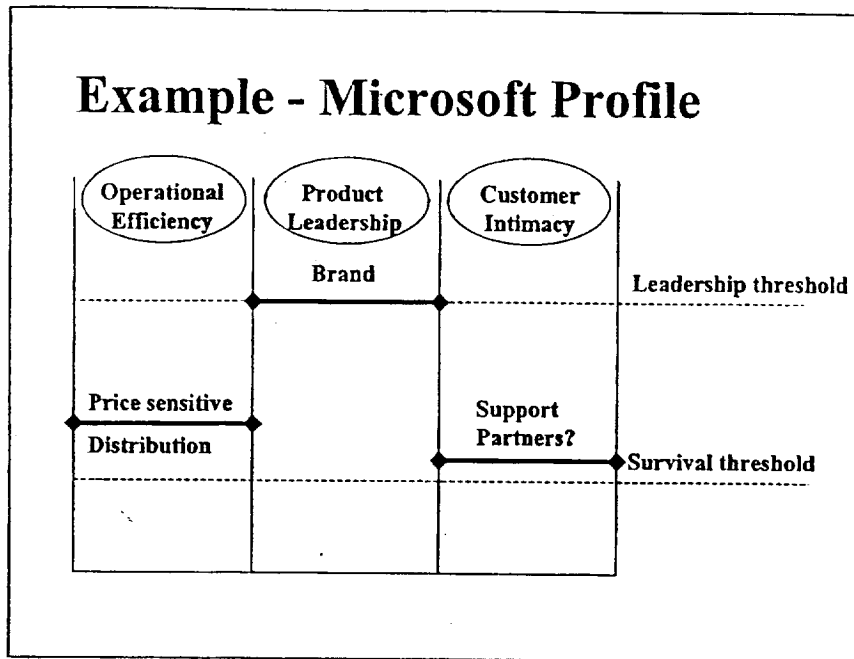 Example - Microsoft Profile
Operational
Efficiency
Product
Leadership
Customer
Intimacy
Brand
Leadership threshold
Price sensitive
Distribution
Support
Partners?
Survival threshold